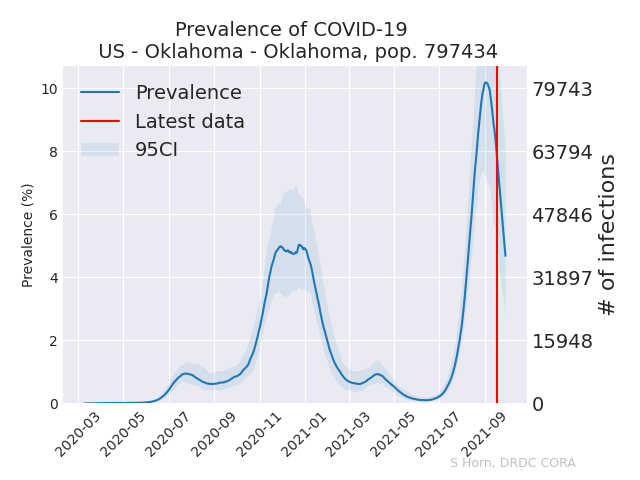 Prevalence of COVID-19
US - Oklahoma - Oklahoma, pop. 797434
Prevalence
Latest data
95CI
Prevalence (%)
10
8
6
4
2
0
79743
63794
47846
31897
15948
0
# of infections
2020-03
2020-05
2020-07
2020-09
2020-11
2021-01
2021-03
2021-05
2021-07
2021-09
S Horn, DRDC CORA